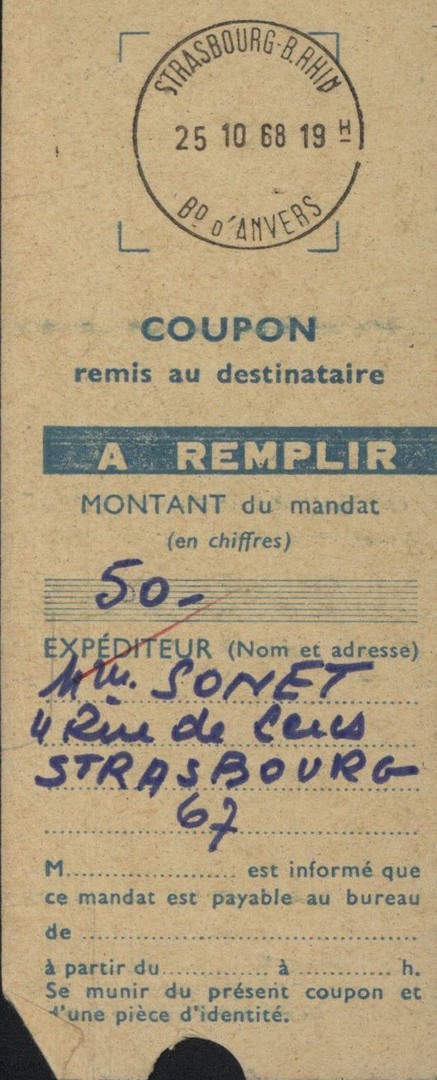 STRASBOURG-B.RHIN
25 10 68 19 H
BD D'ANVERS
COUPON
remis au destinataire
A REMPLIR
MONTANT du mandat
(en chiffres)
50-
EXPÉDITEUR (Nom et adresse)
SONET
4 Rue de
STRASBOURG
67
M.................... est informé que
ce mandat est payable au bureau
de ........................................
à partir du............. à ............. h.
Se munir du présent coupon et
d'une pièce d'identité.